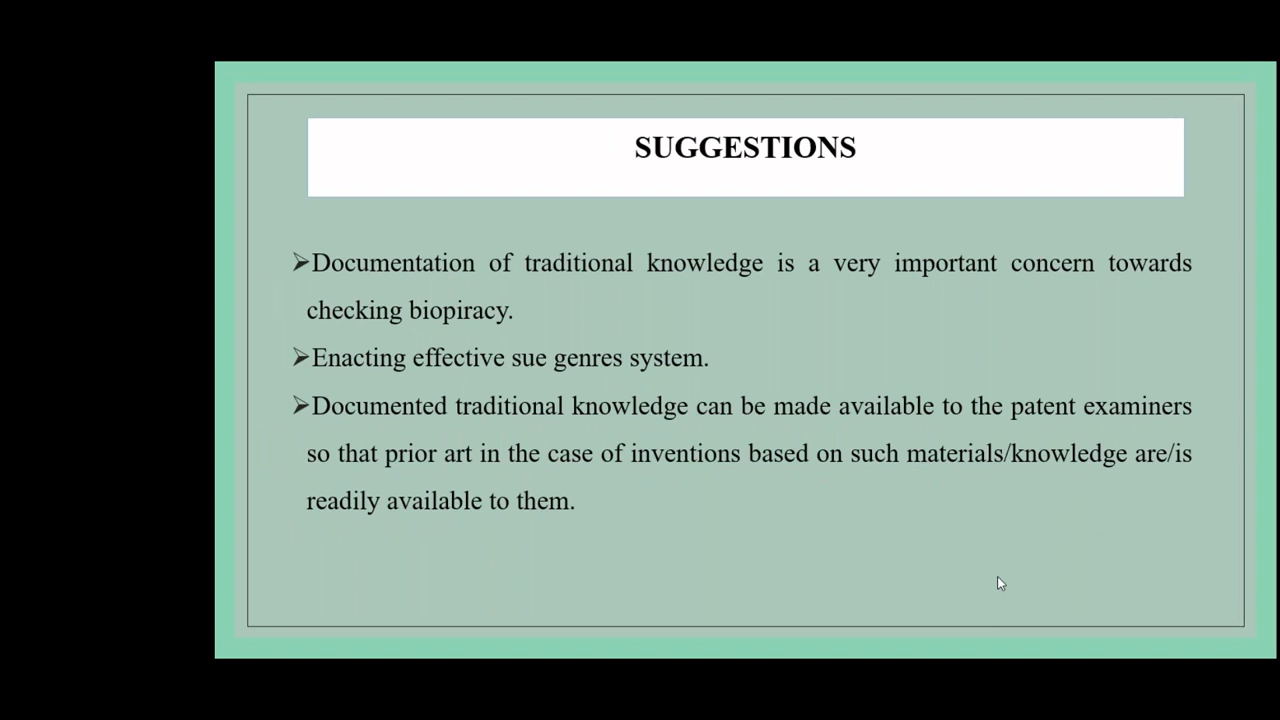 SUGGESTIONS
➢Documentation of traditional knowledge is a very important concern towards
checking biopiracy.
➢Enacting effective sue genres system.
➢Documented traditional knowledge can be made available to the patent examiners
so that prior art in the case of inventions based on such materials/knowledge are/is
readily available to them.